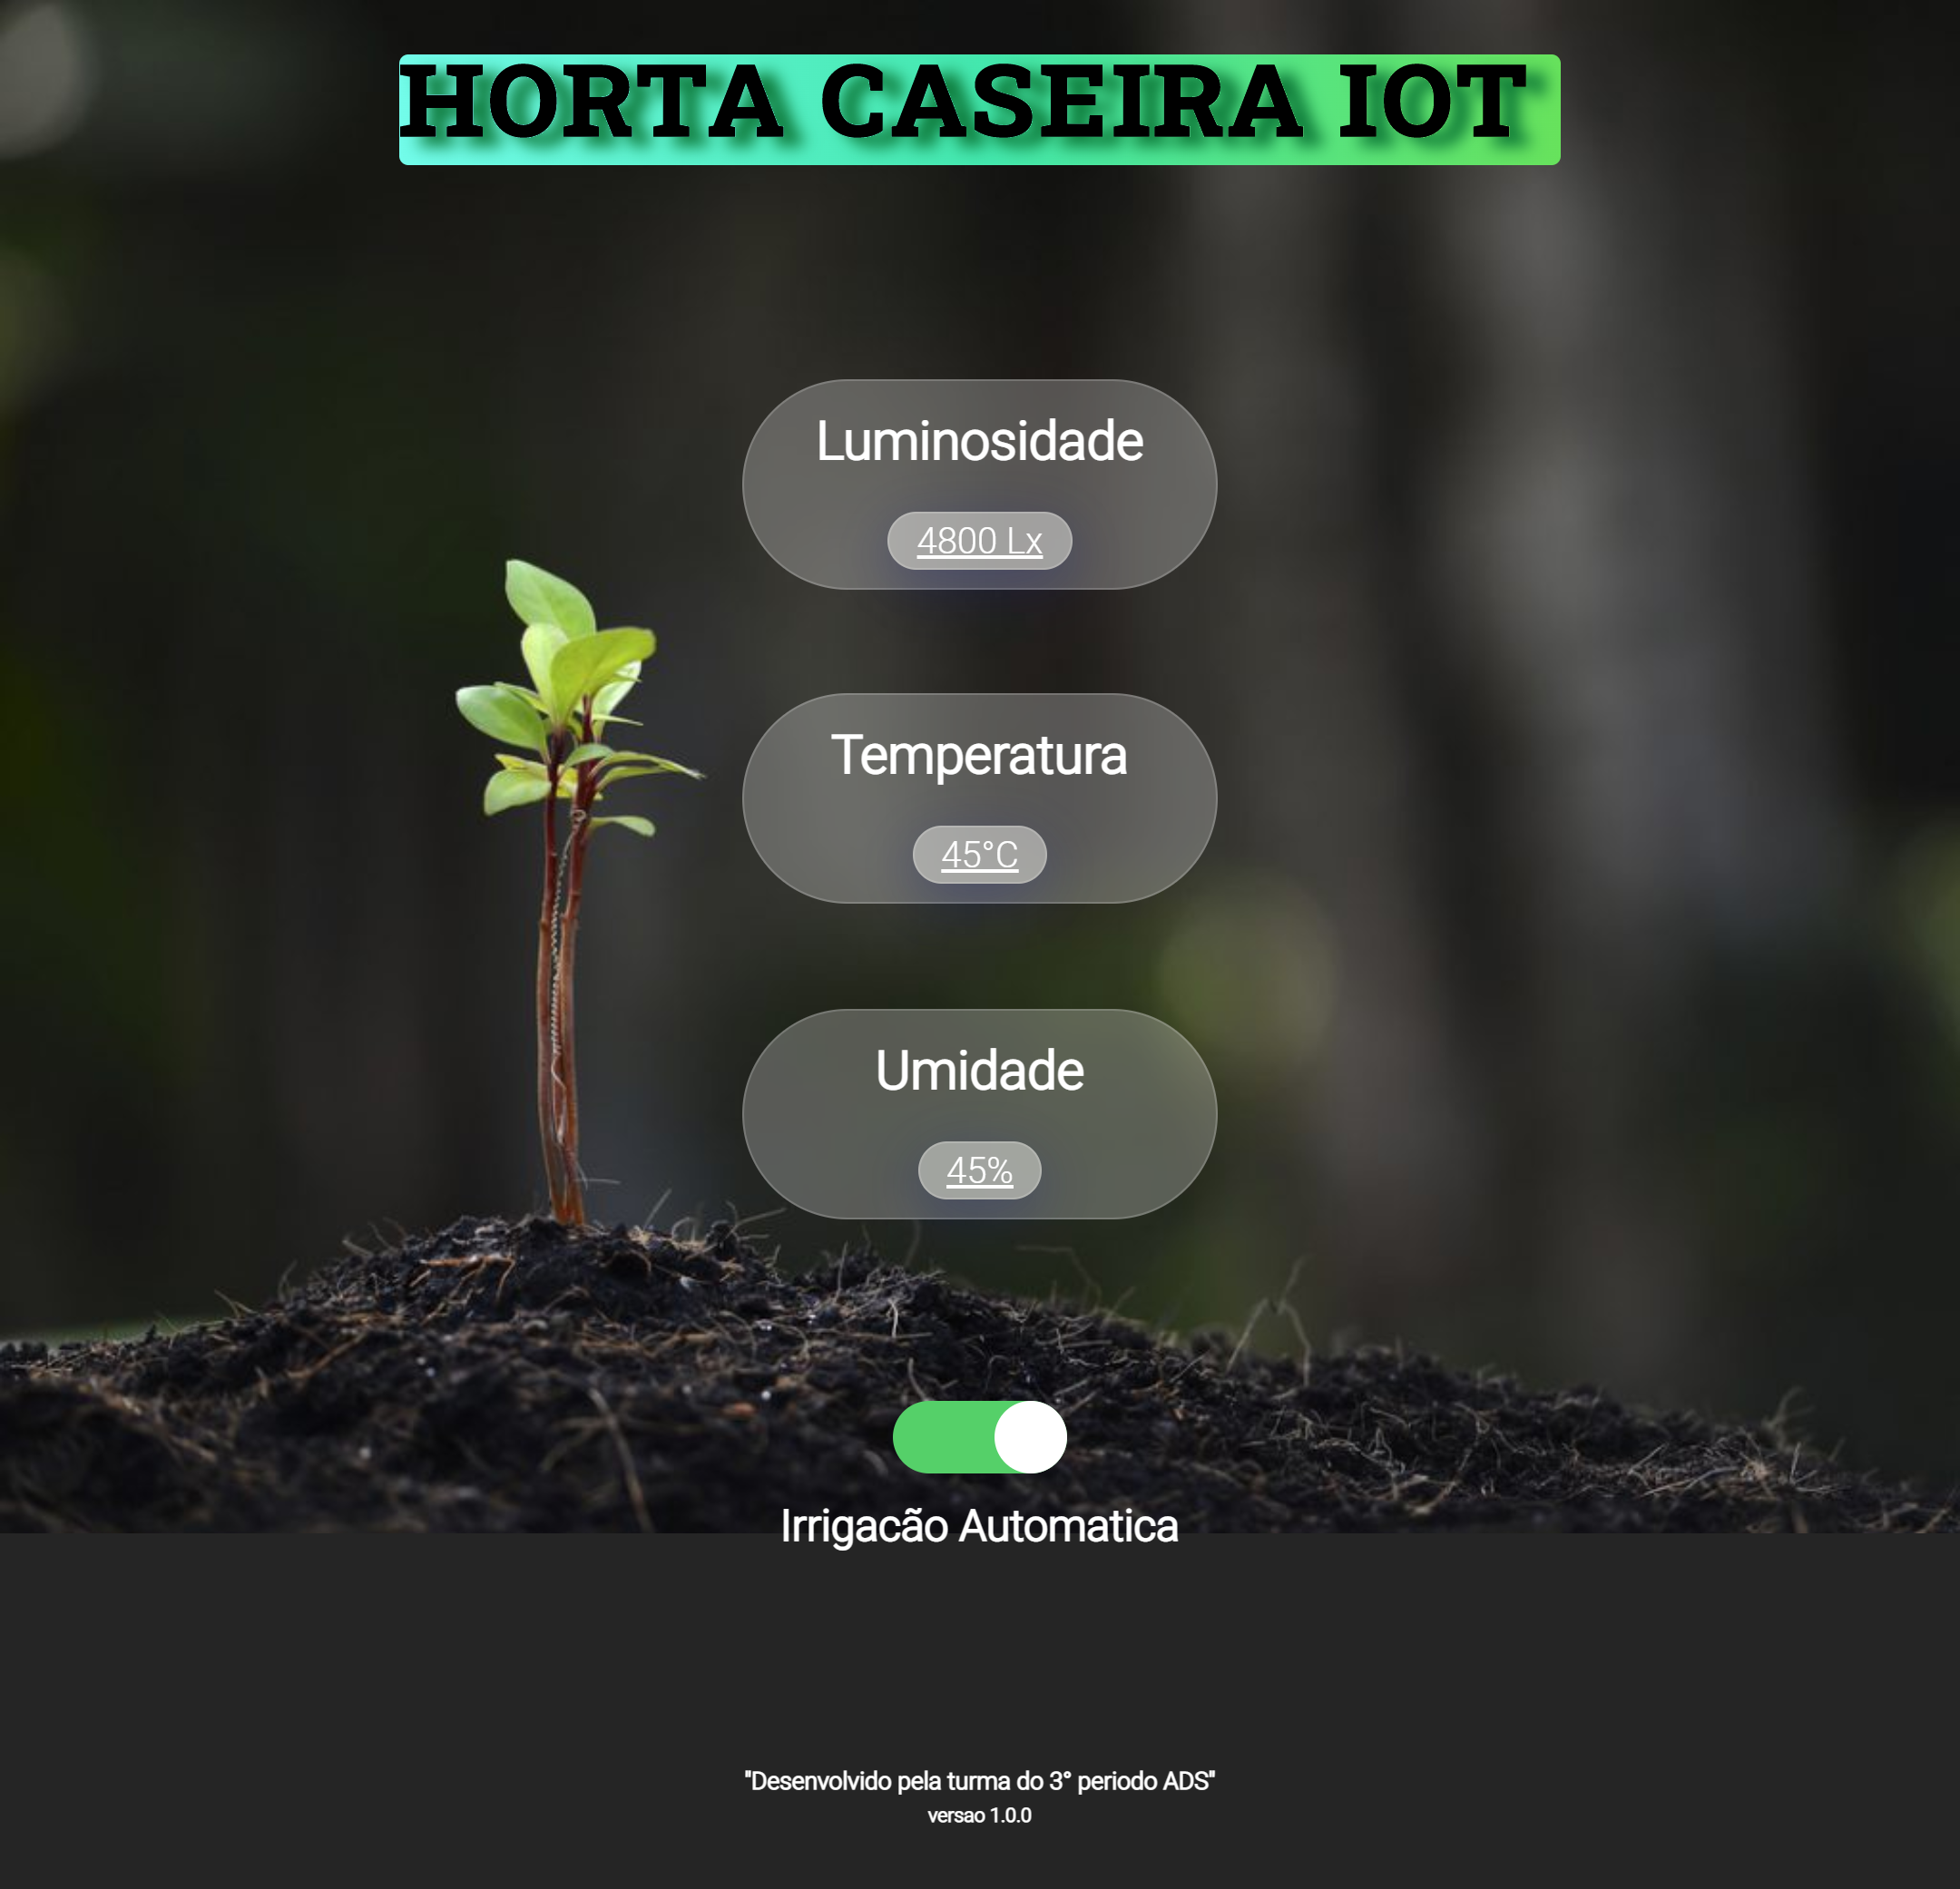 HORTA CASEIRA IOT
Luminosidade
4800 Lx
Temperatura
45°C
Umidade
45%
Irrigacão Automatica
"Desenvolvido pela turma do 3° periodo ADS"
versao 1.0.0